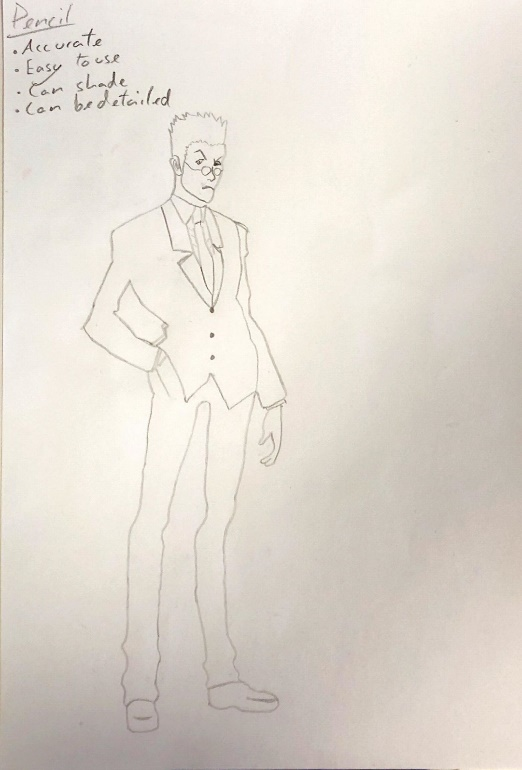 Pencil
• Accurate
• Easy to use
• Can shade
• Can be detailed